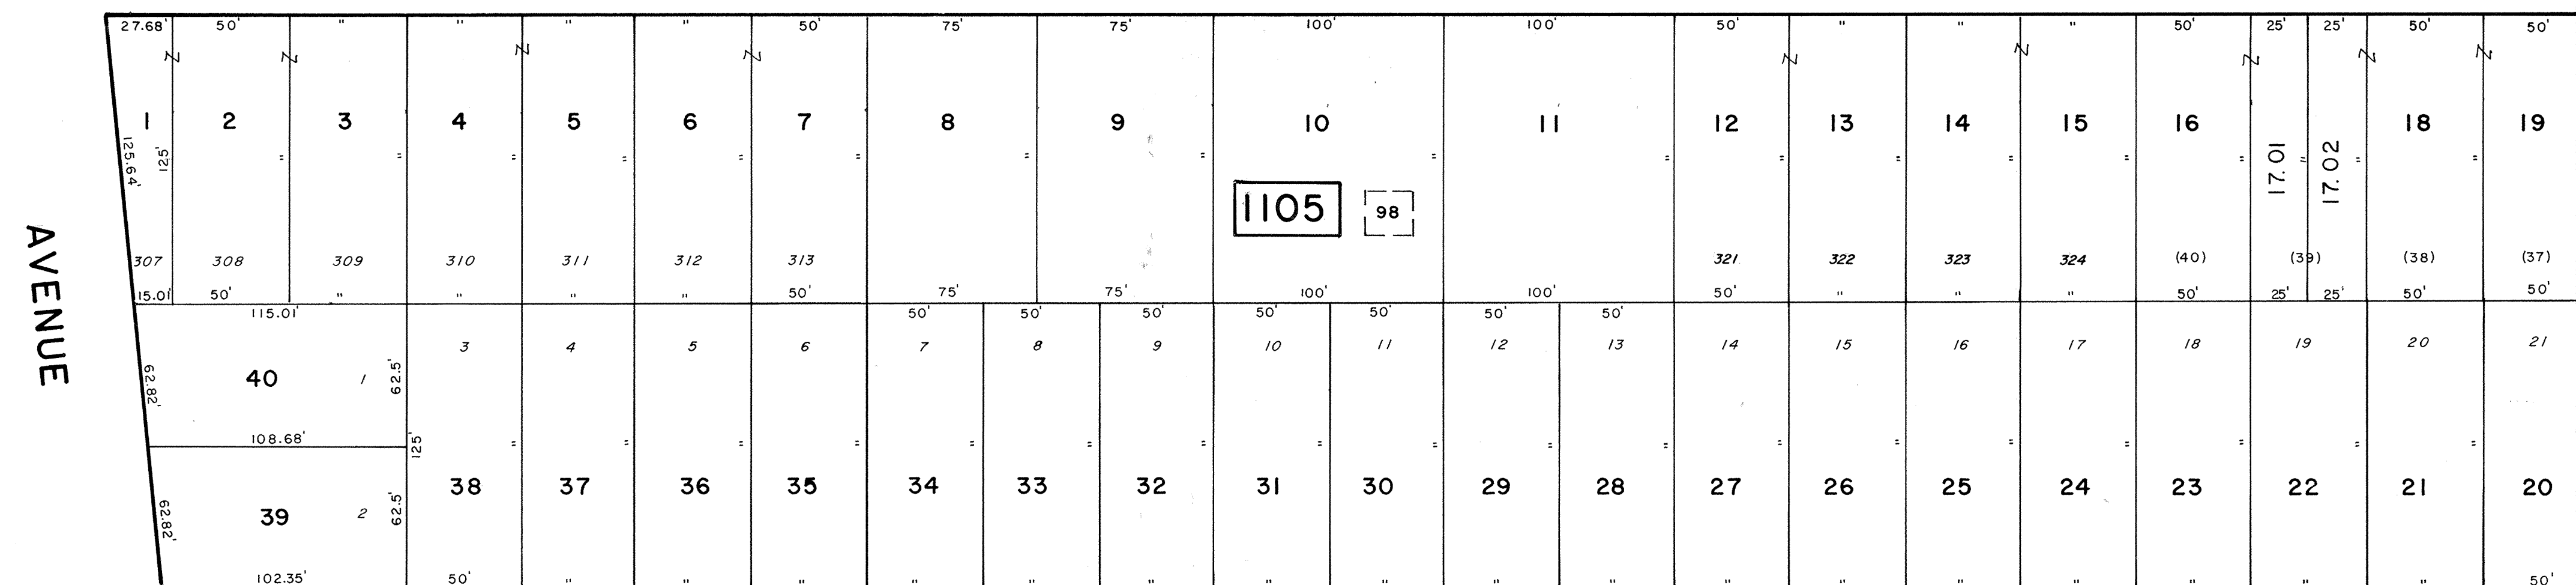 27.68' 50' " " " 50' 75' 75' 100' 100' 50' " " " 50' 25' 25' 50' 50'
1 2 3 4 5 6 7 8 9 10 11 12 13 14 15 16 17.01 17.02 18 19
125.64' 125' " " " " " " " " " " " " " " " " " "
1105 98
307 308 309 310 311 312 313 321 322 323 324 (40) (39) (38) (37)
15.01' 50' " " " " 50' 75' 75' 100' 100' 50' " " " 50' 25' 25' 50' 50'
AVENUE
115.01' 50' 50' 50' 50' 50' 50' 50'
3 4 5 6 7 8 9 10 11 12 13 14 15 16 17 18 19 20 21
62.82' 40 1 62.5'
108.68'
125' " " " " " " " " " " " " " " " " " "
38 37 36 35 34 33 32 31 30 29 28 27 26 25 24 23 22 21 20
62.82' 39 2 62.5'
102.35' 50' " " " " " " " " " " " " " " " " " 50'